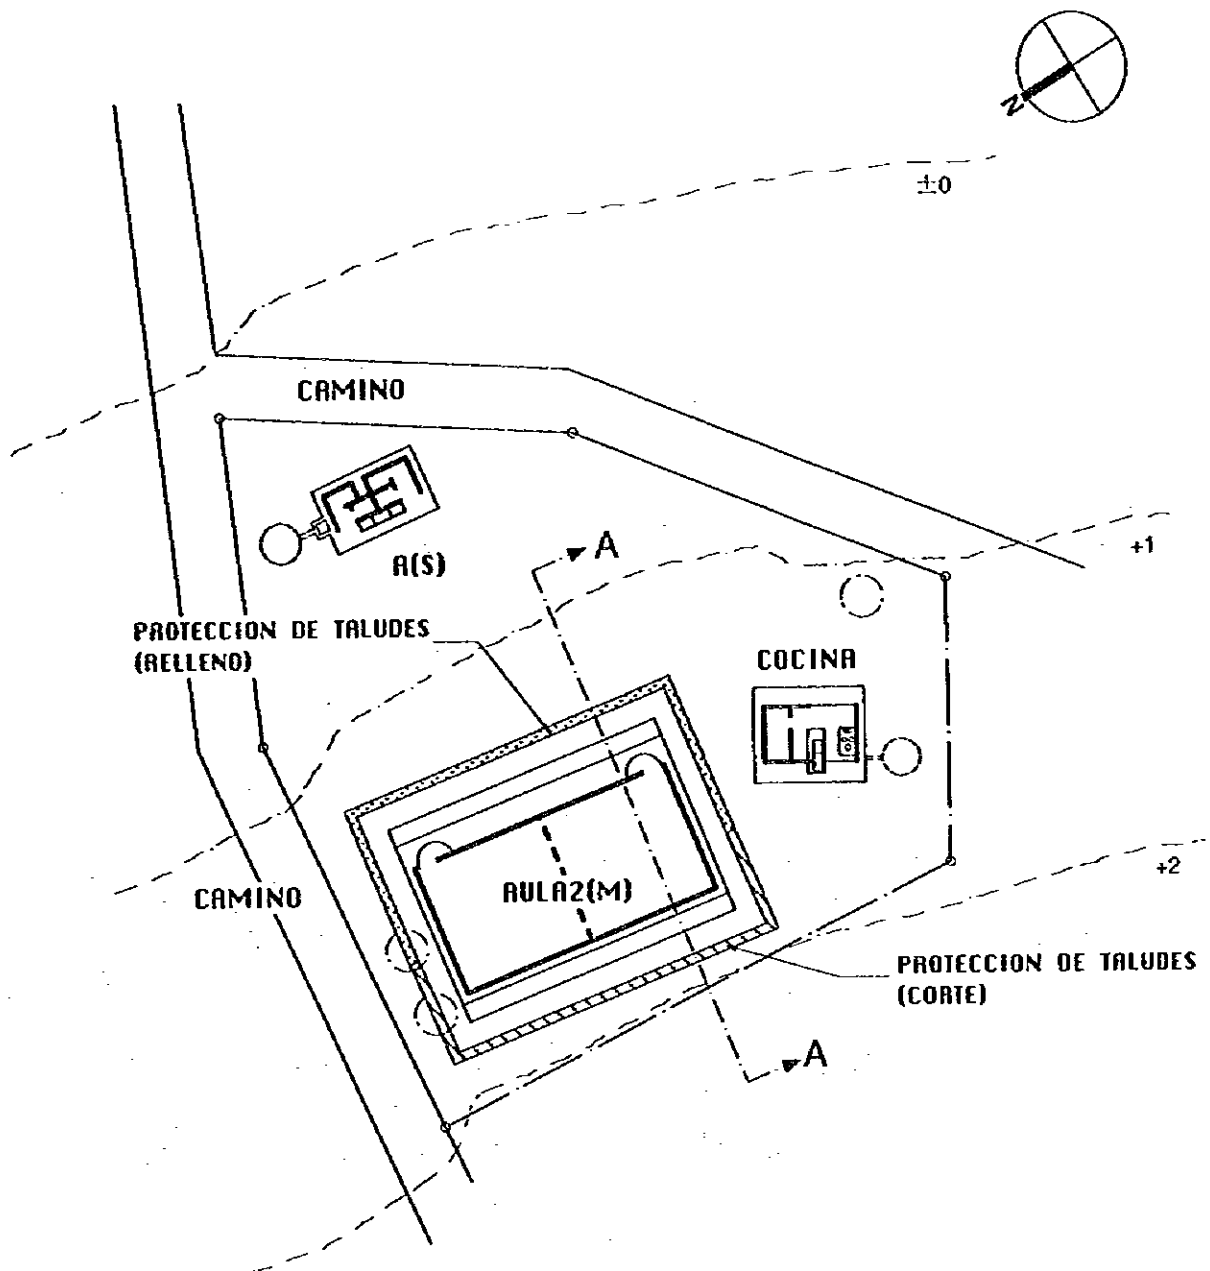 N
±0
CAMINO
+1
A
A(S)
PROTECCION DE TALUDES
(RELLENO)
COCINA
+2
AULA2(M)
CAMINO
PROTECCION DE TALUDES
(CORTE)
A